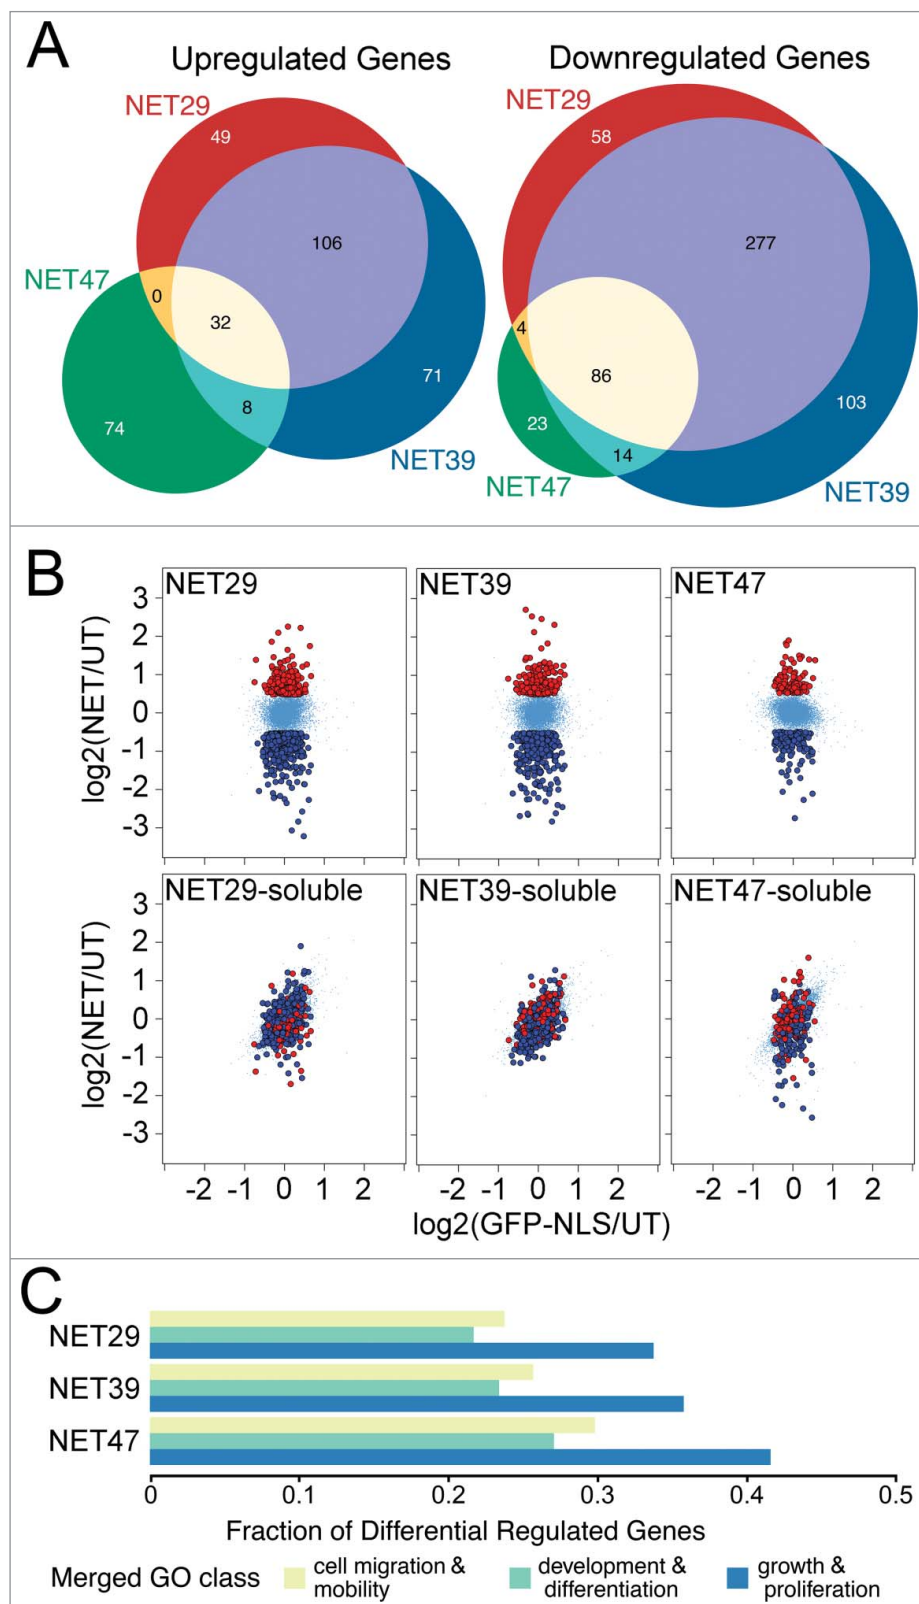 A
Upregulated Genes
Downregulated Genes
NET29
49
106
NET47
0
32
71
8
74
NET39
NET29
58
277
4
86
103
23
14
NET47
NET39
B
NET29
NET39
NET47
log2(NET/UT)
3
2
1
0
-1
-2
-3
NET29-soluble
NET39-soluble
NET47-soluble
log2(NET/UT)
3
2
1
0
-1
-2
-3
-2 -1 0 1 2
-2 -1 0 1 2
-2 -1 0 1 2
log2(GFP-NLS/UT)
C
NET29
NET39
NET47
0 0.1 0.2 0.3 0.4 0.5
Fraction of Differential Regulated Genes
Merged GO class
cell migration &
mobility
development &
differentiation
growth &
proliferation